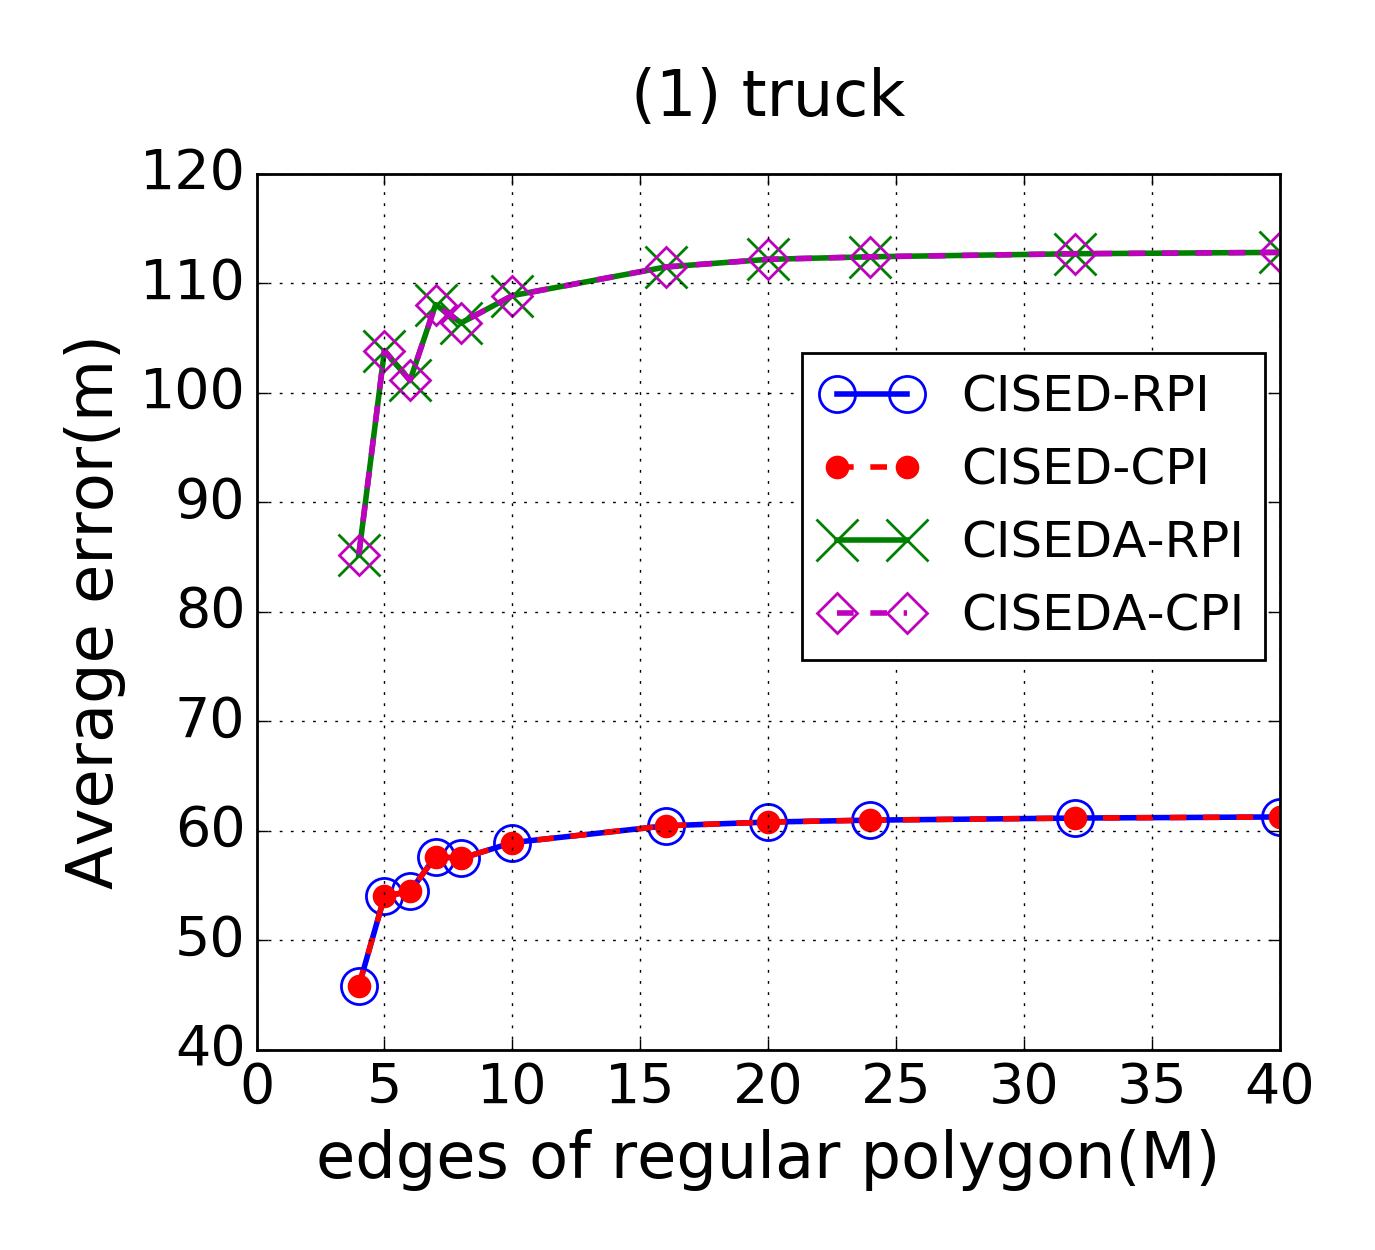 (1) truck
120
110
100
90
80
70
60
50
40
Average error(m)
CISED-RPI
CISED-CPI
CISEDA-RPI
CISEDA-CPI
0 5 10 15 20 25 30 35 40
edges of regular polygon(M)